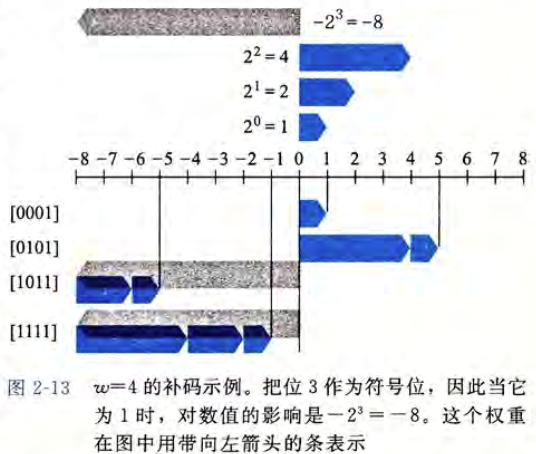 -2³=-8
2²=4
2¹=2
2⁰=1
-8 -7 -6 -5 -4 -3 -2 -1 0 1 2 3 4 5 6 7 8
[0001]
[0101]
[1011]
[1111]
图 2-13 w=4 的补码示例。把位 3 作为符号位，因此当它
为 1 时，对数值的影响是-2³=-8。这个权重
在图中用带向左箭头的条表示